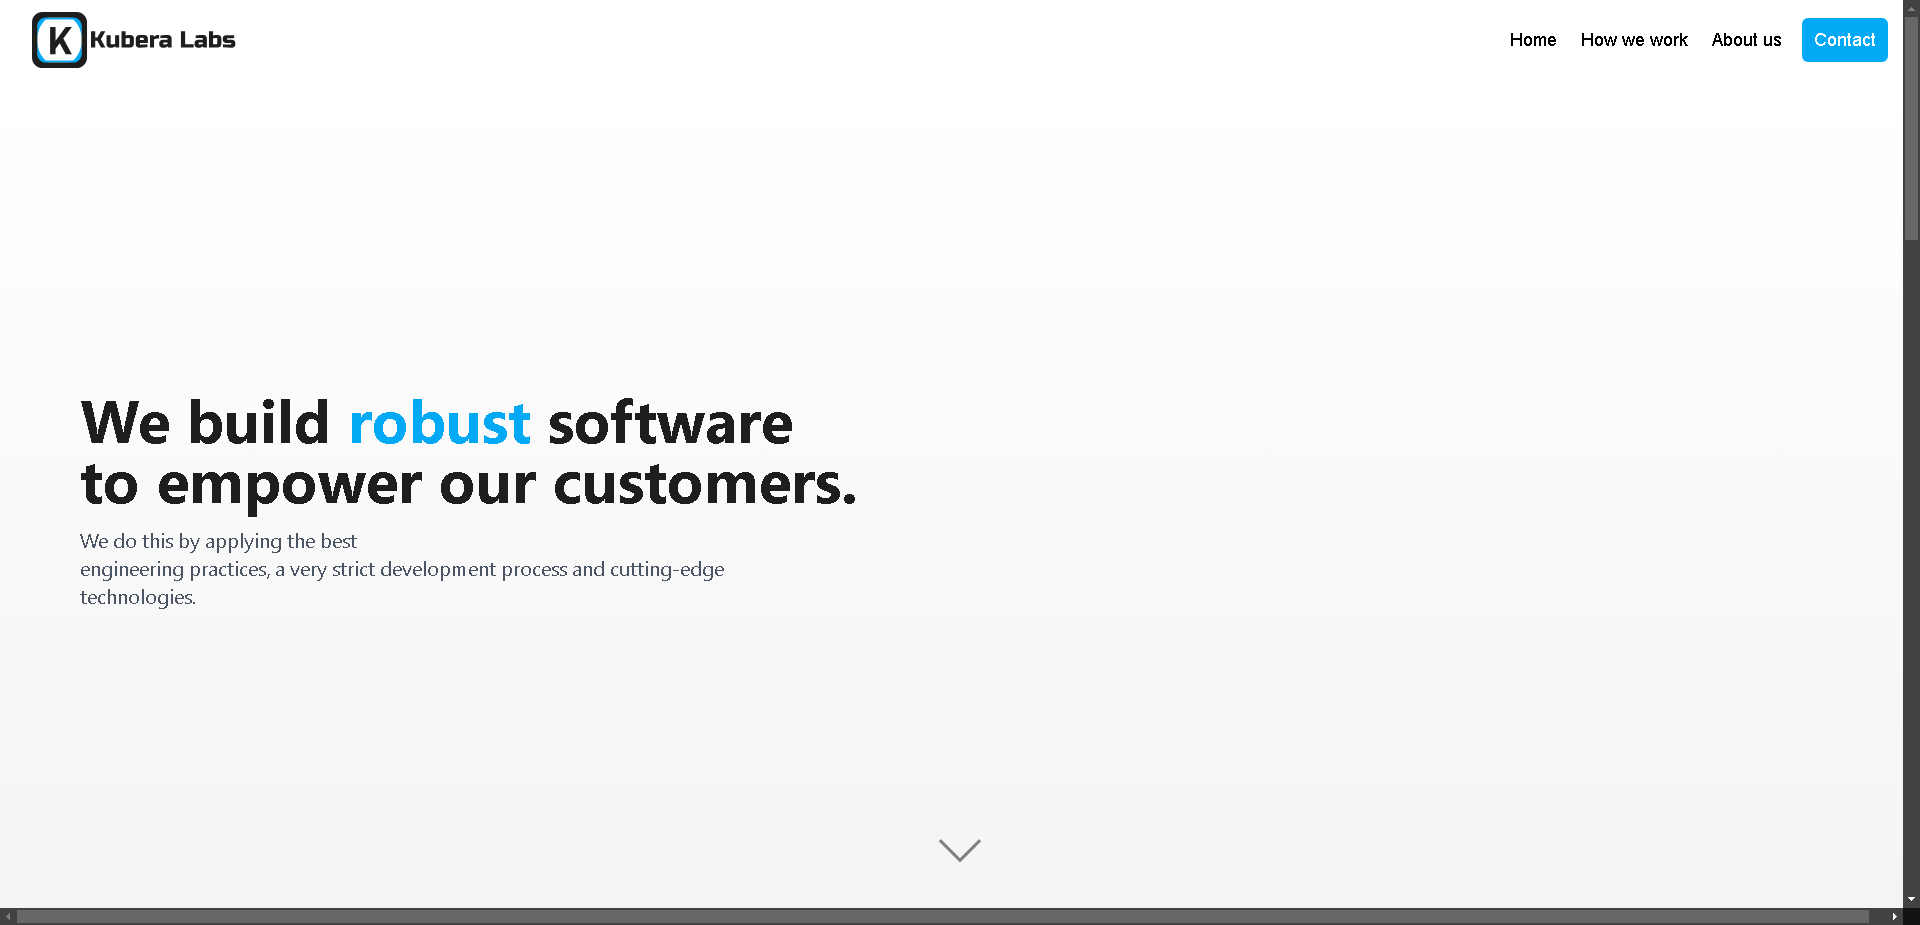 K Kubera Labs
Home How we work About us Contact
We build robust software
to empower our customers.
We do this by applying the best
engineering practices, a very strict development process and cutting-edge
technologies.